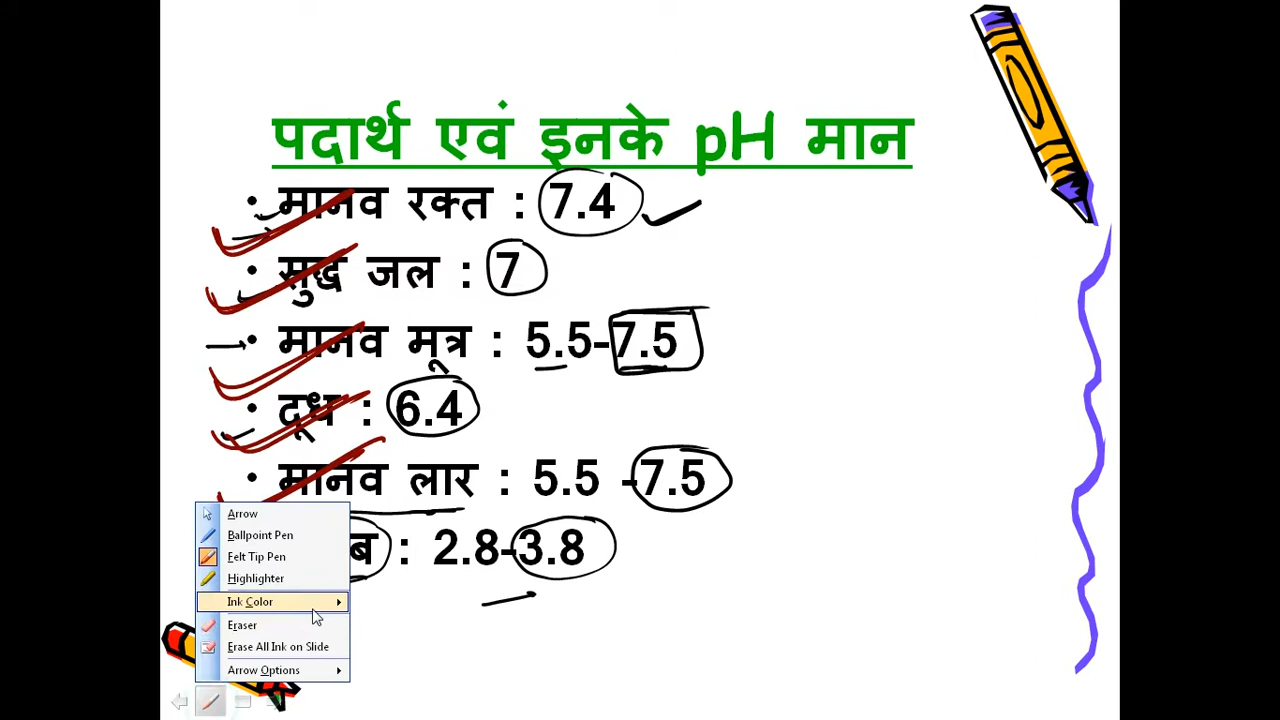 पदार्थ एवं इनके pH मान
• मानव रक्त : 7.4
• सुद्ध जल : 7
• मानव मूत्र : 5.5-7.5
• दूध : 6.4
• मानव लार : 5.5 -7.5
: 2.8-3.8
Arrow
Ballpoint Pen
Felt Tip Pen
Highlighter
Ink Color
Eraser
Erase All Ink on Slide
Arrow Options